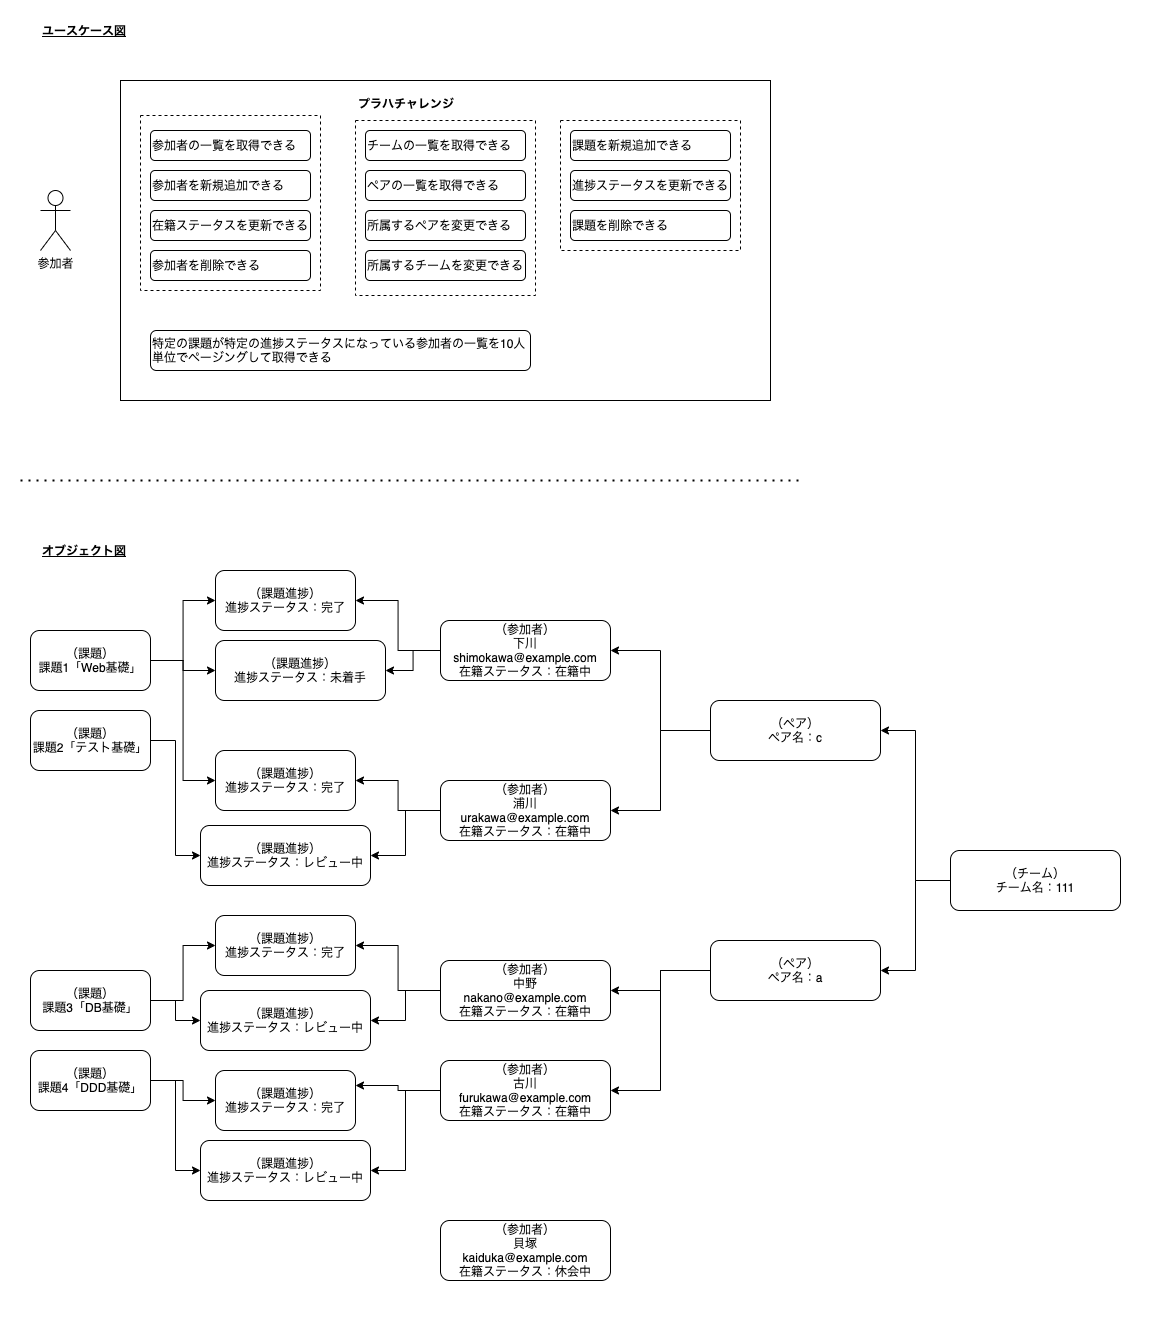 ユースケース図
プラハチャレンジ
参加者の一覧を取得できる
参加者を新規追加できる
在籍ステータスを更新できる
参加者を削除できる
チームの一覧を取得できる
ペアの一覧を取得できる
所属するペアを変更できる
所属するチームを変更できる
課題を新規追加できる
進捗ステータスを更新できる
課題を削除できる
参加者
特定の課題が特定の進捗ステータスになっている参加者の一覧を10人
単位でページングして取得できる
オブジェクト図
（課題）
課題1「Web基礎」
（課題）
課題2「テスト基礎」
（課題進捗）
進捗ステータス：完了
（課題進捗）
進捗ステータス：未着手
（課題進捗）
進捗ステータス：完了
（課題進捗）
進捗ステータス：レビュー中
（参加者）
下川
shimokawa@example.com
在籍ステータス：在籍中
（参加者）
浦川
urakawa@example.com
在籍ステータス：在籍中
（ペア）
ペア名：c
（チーム）
チーム名：111
（課題）
課題3「DB基礎」
（課題）
課題4「DDD基礎」
（課題進捗）
進捗ステータス：完了
（課題進捗）
進捗ステータス：レビュー中
（課題進捗）
進捗ステータス：完了
（課題進捗）
進捗ステータス：レビュー中
（参加者）
中野
nakano@example.com
在籍ステータス：在籍中
（参加者）
古川
furukawa@example.com
在籍ステータス：在籍中
（ペア）
ペア名：a
（参加者）
貝塚
kaiduka@example.com
在籍ステータス：休会中